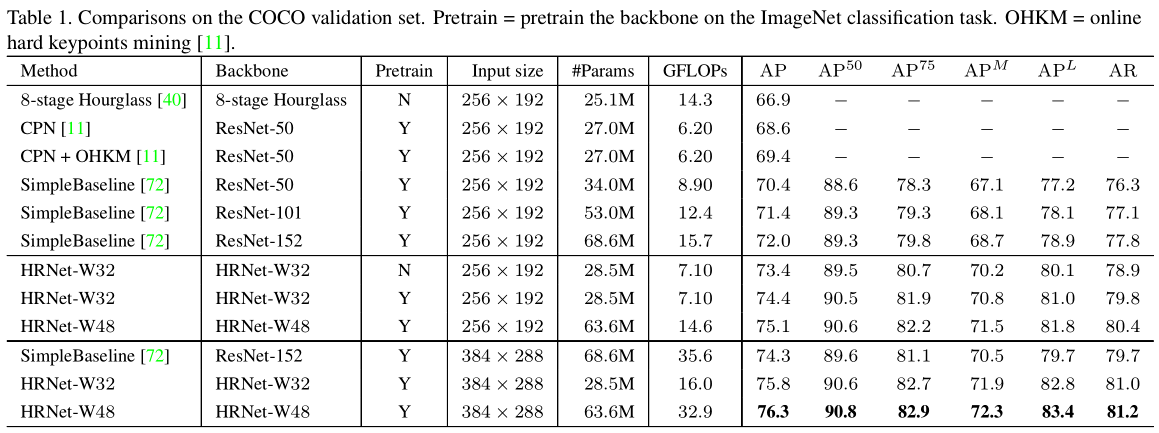 Table 1. Comparisons on the COCO validation set. Pretrain = pretrain the backbone on the ImageNet classification task. OHKM = online
hard keypoints mining [11].
Method Backbone Pretrain Input size #Params GFLOPs AP AP^50 AP^75 AP^M AP^L AR
8-stage Hourglass [40] 8-stage Hourglass N 256 × 192 25.1M 14.3 66.9 − − − − −
CPN [11] ResNet-50 Y 256 × 192 27.0M 6.20 68.6 − − − − −
CPN + OHKM [11] ResNet-50 Y 256 × 192 27.0M 6.20 69.4 − − − − −
SimpleBaseline [72] ResNet-50 Y 256 × 192 34.0M 8.90 70.4 88.6 78.3 67.1 77.2 76.3
SimpleBaseline [72] ResNet-101 Y 256 × 192 53.0M 12.4 71.4 89.3 79.3 68.1 78.1 77.1
SimpleBaseline [72] ResNet-152 Y 256 × 192 68.6M 15.7 72.0 89.3 79.8 68.7 78.9 77.8
HRNet-W32 HRNet-W32 N 256 × 192 28.5M 7.10 73.4 89.5 80.7 70.2 80.1 78.9
HRNet-W32 HRNet-W32 Y 256 × 192 28.5M 7.10 74.4 90.5 81.9 70.8 81.0 79.8
HRNet-W48 HRNet-W48 Y 256 × 192 63.6M 14.6 75.1 90.6 82.2 71.5 81.8 80.4
SimpleBaseline [72] ResNet-152 Y 384 × 288 68.6M 35.6 74.3 89.6 81.1 70.5 79.7 79.7
HRNet-W32 HRNet-W32 Y 384 × 288 28.5M 16.0 75.8 90.6 82.7 71.9 82.8 81.0
HRNet-W48 HRNet-W48 Y 384 × 288 63.6M 32.9 76.3 90.8 82.9 72.3 83.4 81.2